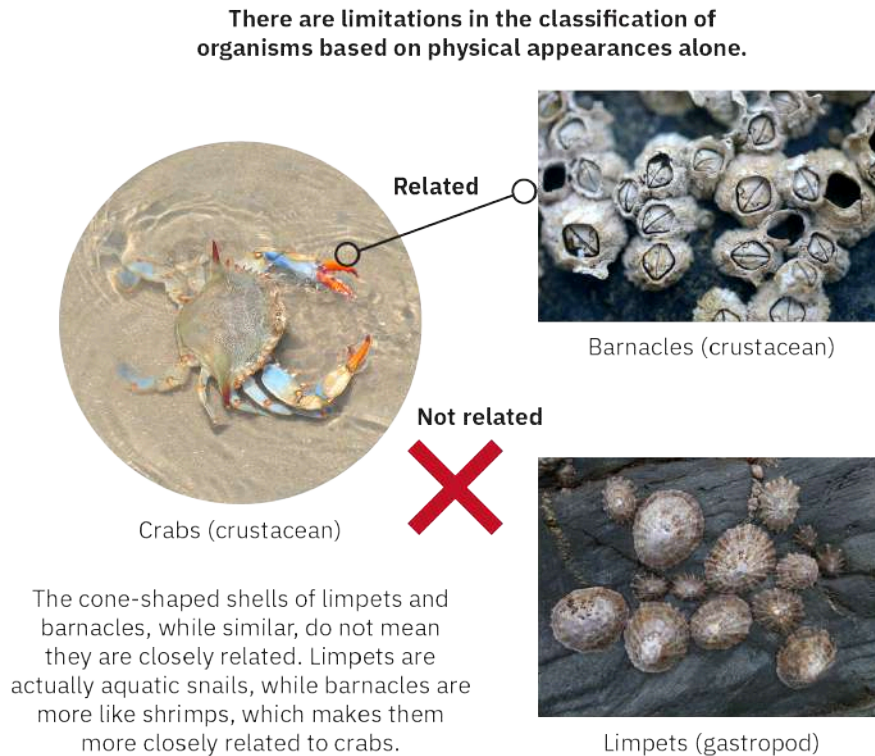 There are limitations in the classification of
organisms based on physical appearances alone.
Related
Barnacles (crustacean)
Not related
Crabs (crustacean)
The cone-shaped shells of limpets and
barnacles, while similar, do not mean
they are closely related. Limpets are
actually aquatic snails, while barnacles are
more like shrimps, which makes them
more closely related to crabs.
Limpets (gastropod)